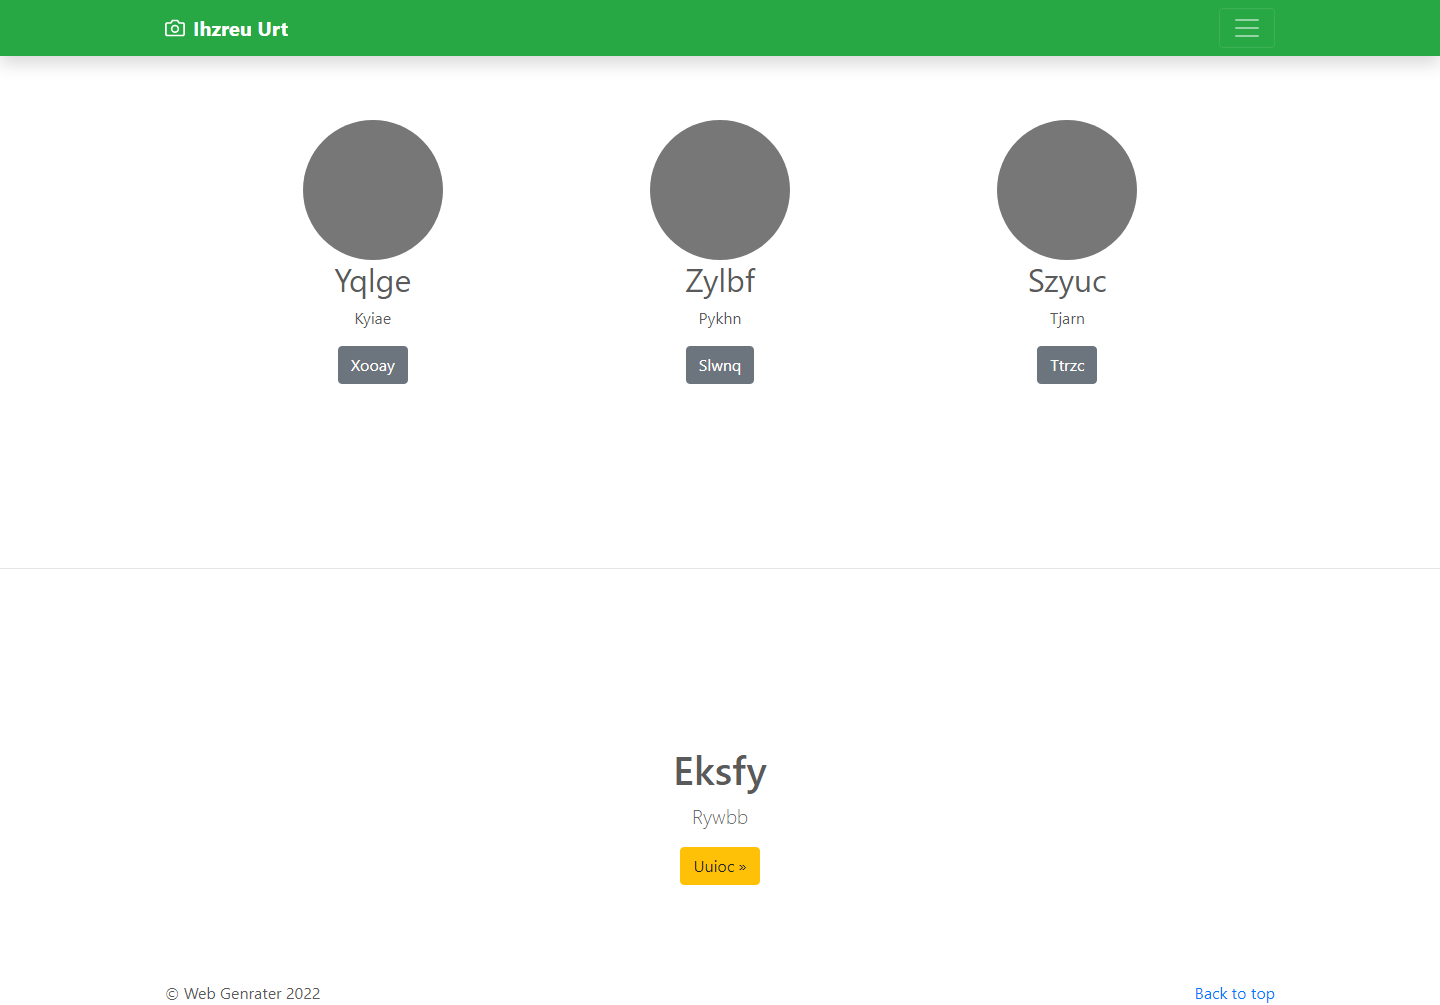 Ihzreu Urt
Yqlge
Kyiae
Xooay
Zylbf
Pykhn
Slwnq
Szyuc
Tjarn
Ttrzc
Eksfy
Rywbb
Uuioc »
© Web Genrater 2022
Back to top